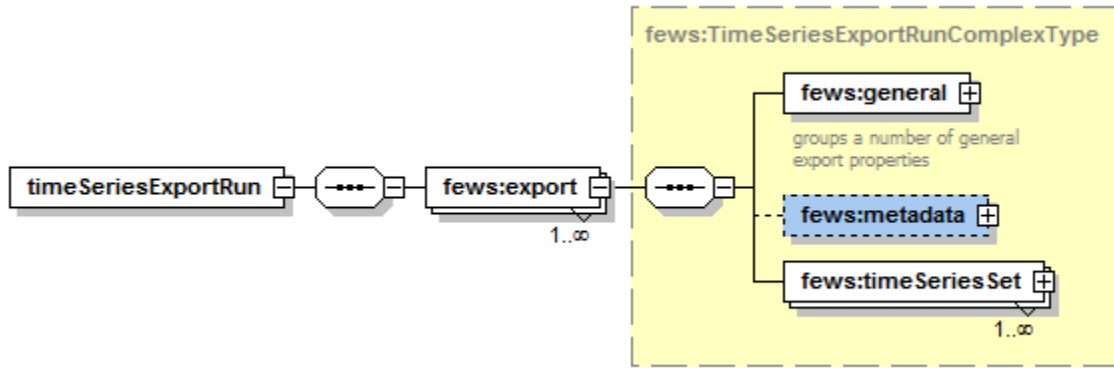 fews:TimeSeriesExportRunComplexType
fews:general
groups a number of general
export properties
timeSeriesExportRun
fews:export
1..∞
fews:metadata
fews:timeSeriesSet
1..∞